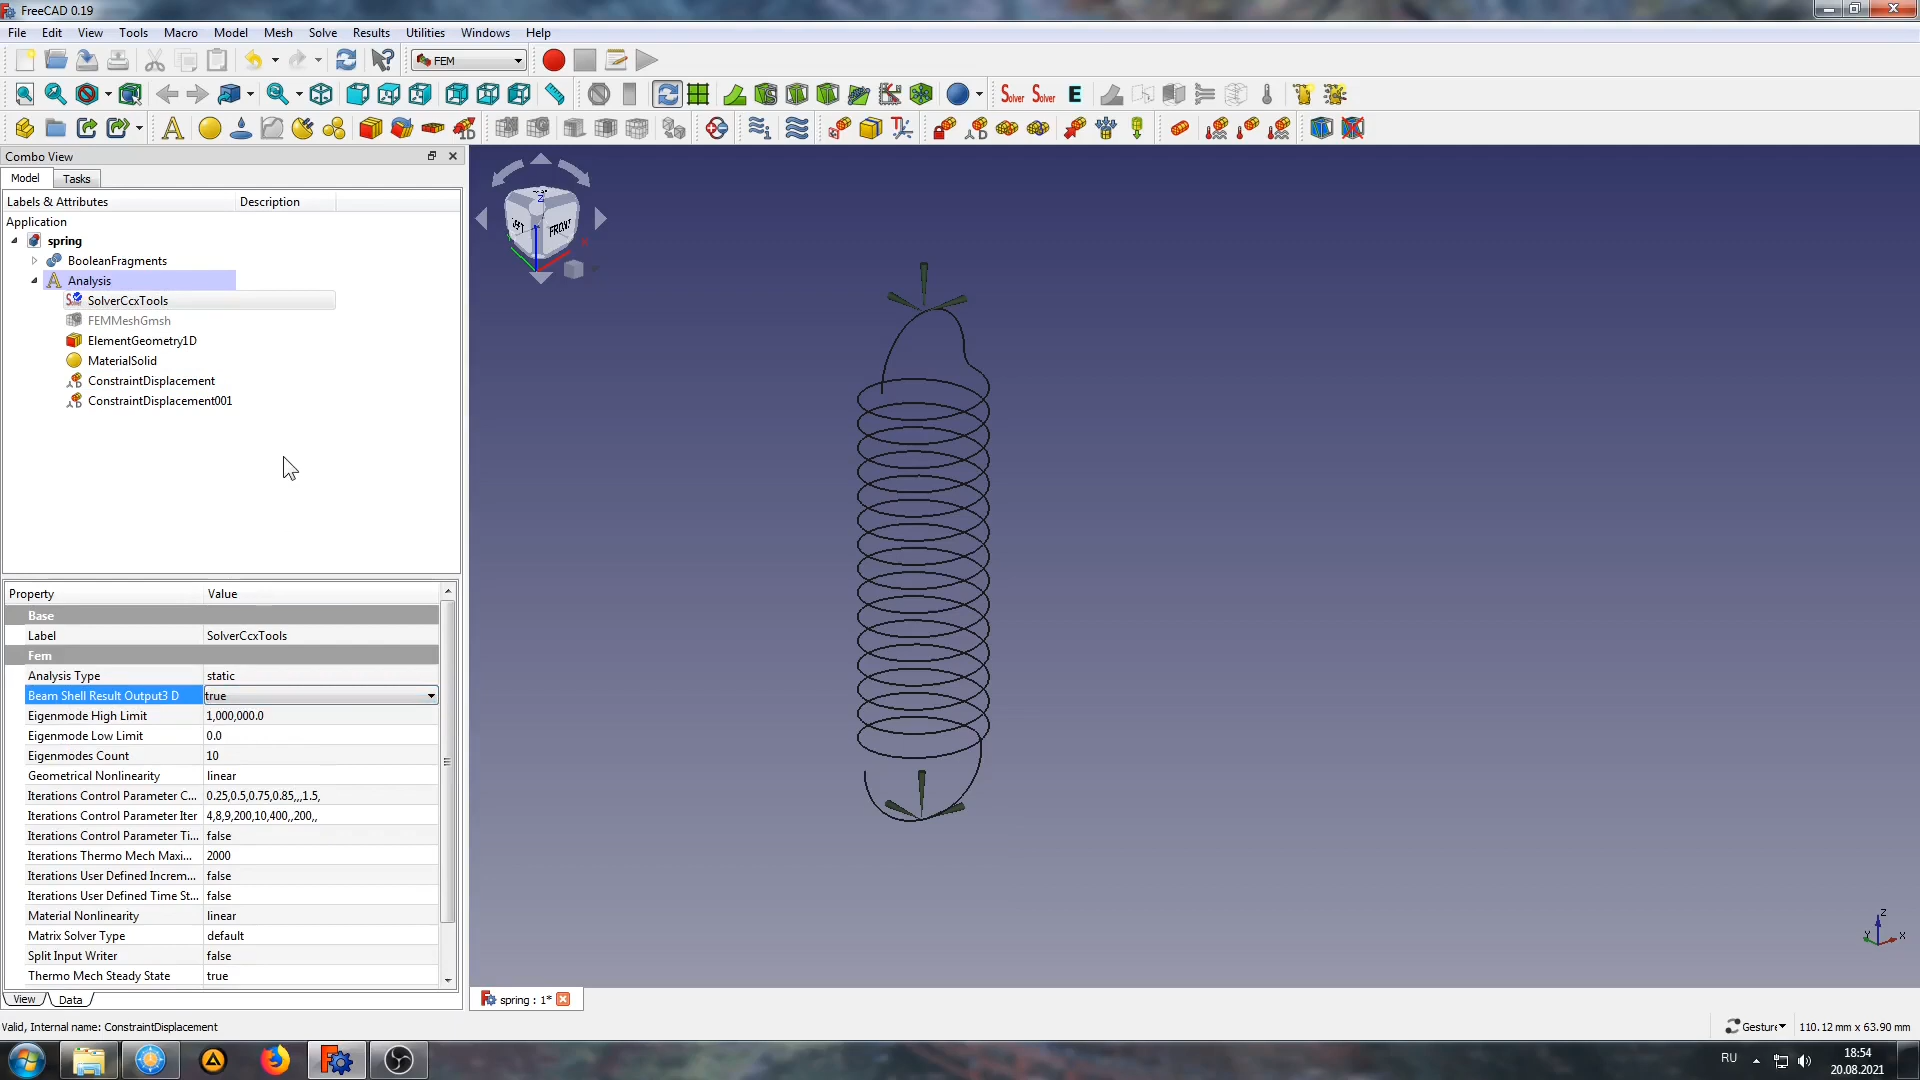 FreeCAD 0.19
File Edit View Tools Macro Model Mesh Solve Results Utilities Windows Help
FEM
Solver Solver E
A 1D
Combo View
Model Tasks
Labels & Attributes Description
Application
spring
BooleanFragments
Analysis
SolverCcxTools
FEMMeshGmsh
ElementGeometry1D
MaterialSolid
ConstraintDisplacement
ConstraintDisplacement001
Z
FRONT
Property Value
Base
Label SolverCcxTools
Fem
Analysis Type static
Beam Shell Result Output3 D true
Eigenmode High Limit 1,000,000.0
Eigenmode Low Limit 0.0
Eigenmodes Count 10
Geometrical Nonlinearity linear
Iterations Control Parameter C... 0.25,0.5,0.75,0.85,,,1.5,
Iterations Control Parameter Iter 4,8,9,200,10,400,,200,,
Iterations Control Parameter Ti... false
Iterations Thermo Mech Maxi... 2000
Iterations User Defined Increm... false
Iterations User Defined Time St... false
Material Nonlinearity linear
Matrix Solver Type default
Split Input Writer false
Thermo Mech Steady State true
View Data
Z
Y X
spring : 1*
Valid, Internal name: ConstraintDisplacement
Gesture 110.12 mm x 63.90 mm
RU
18:54
20.08.2021